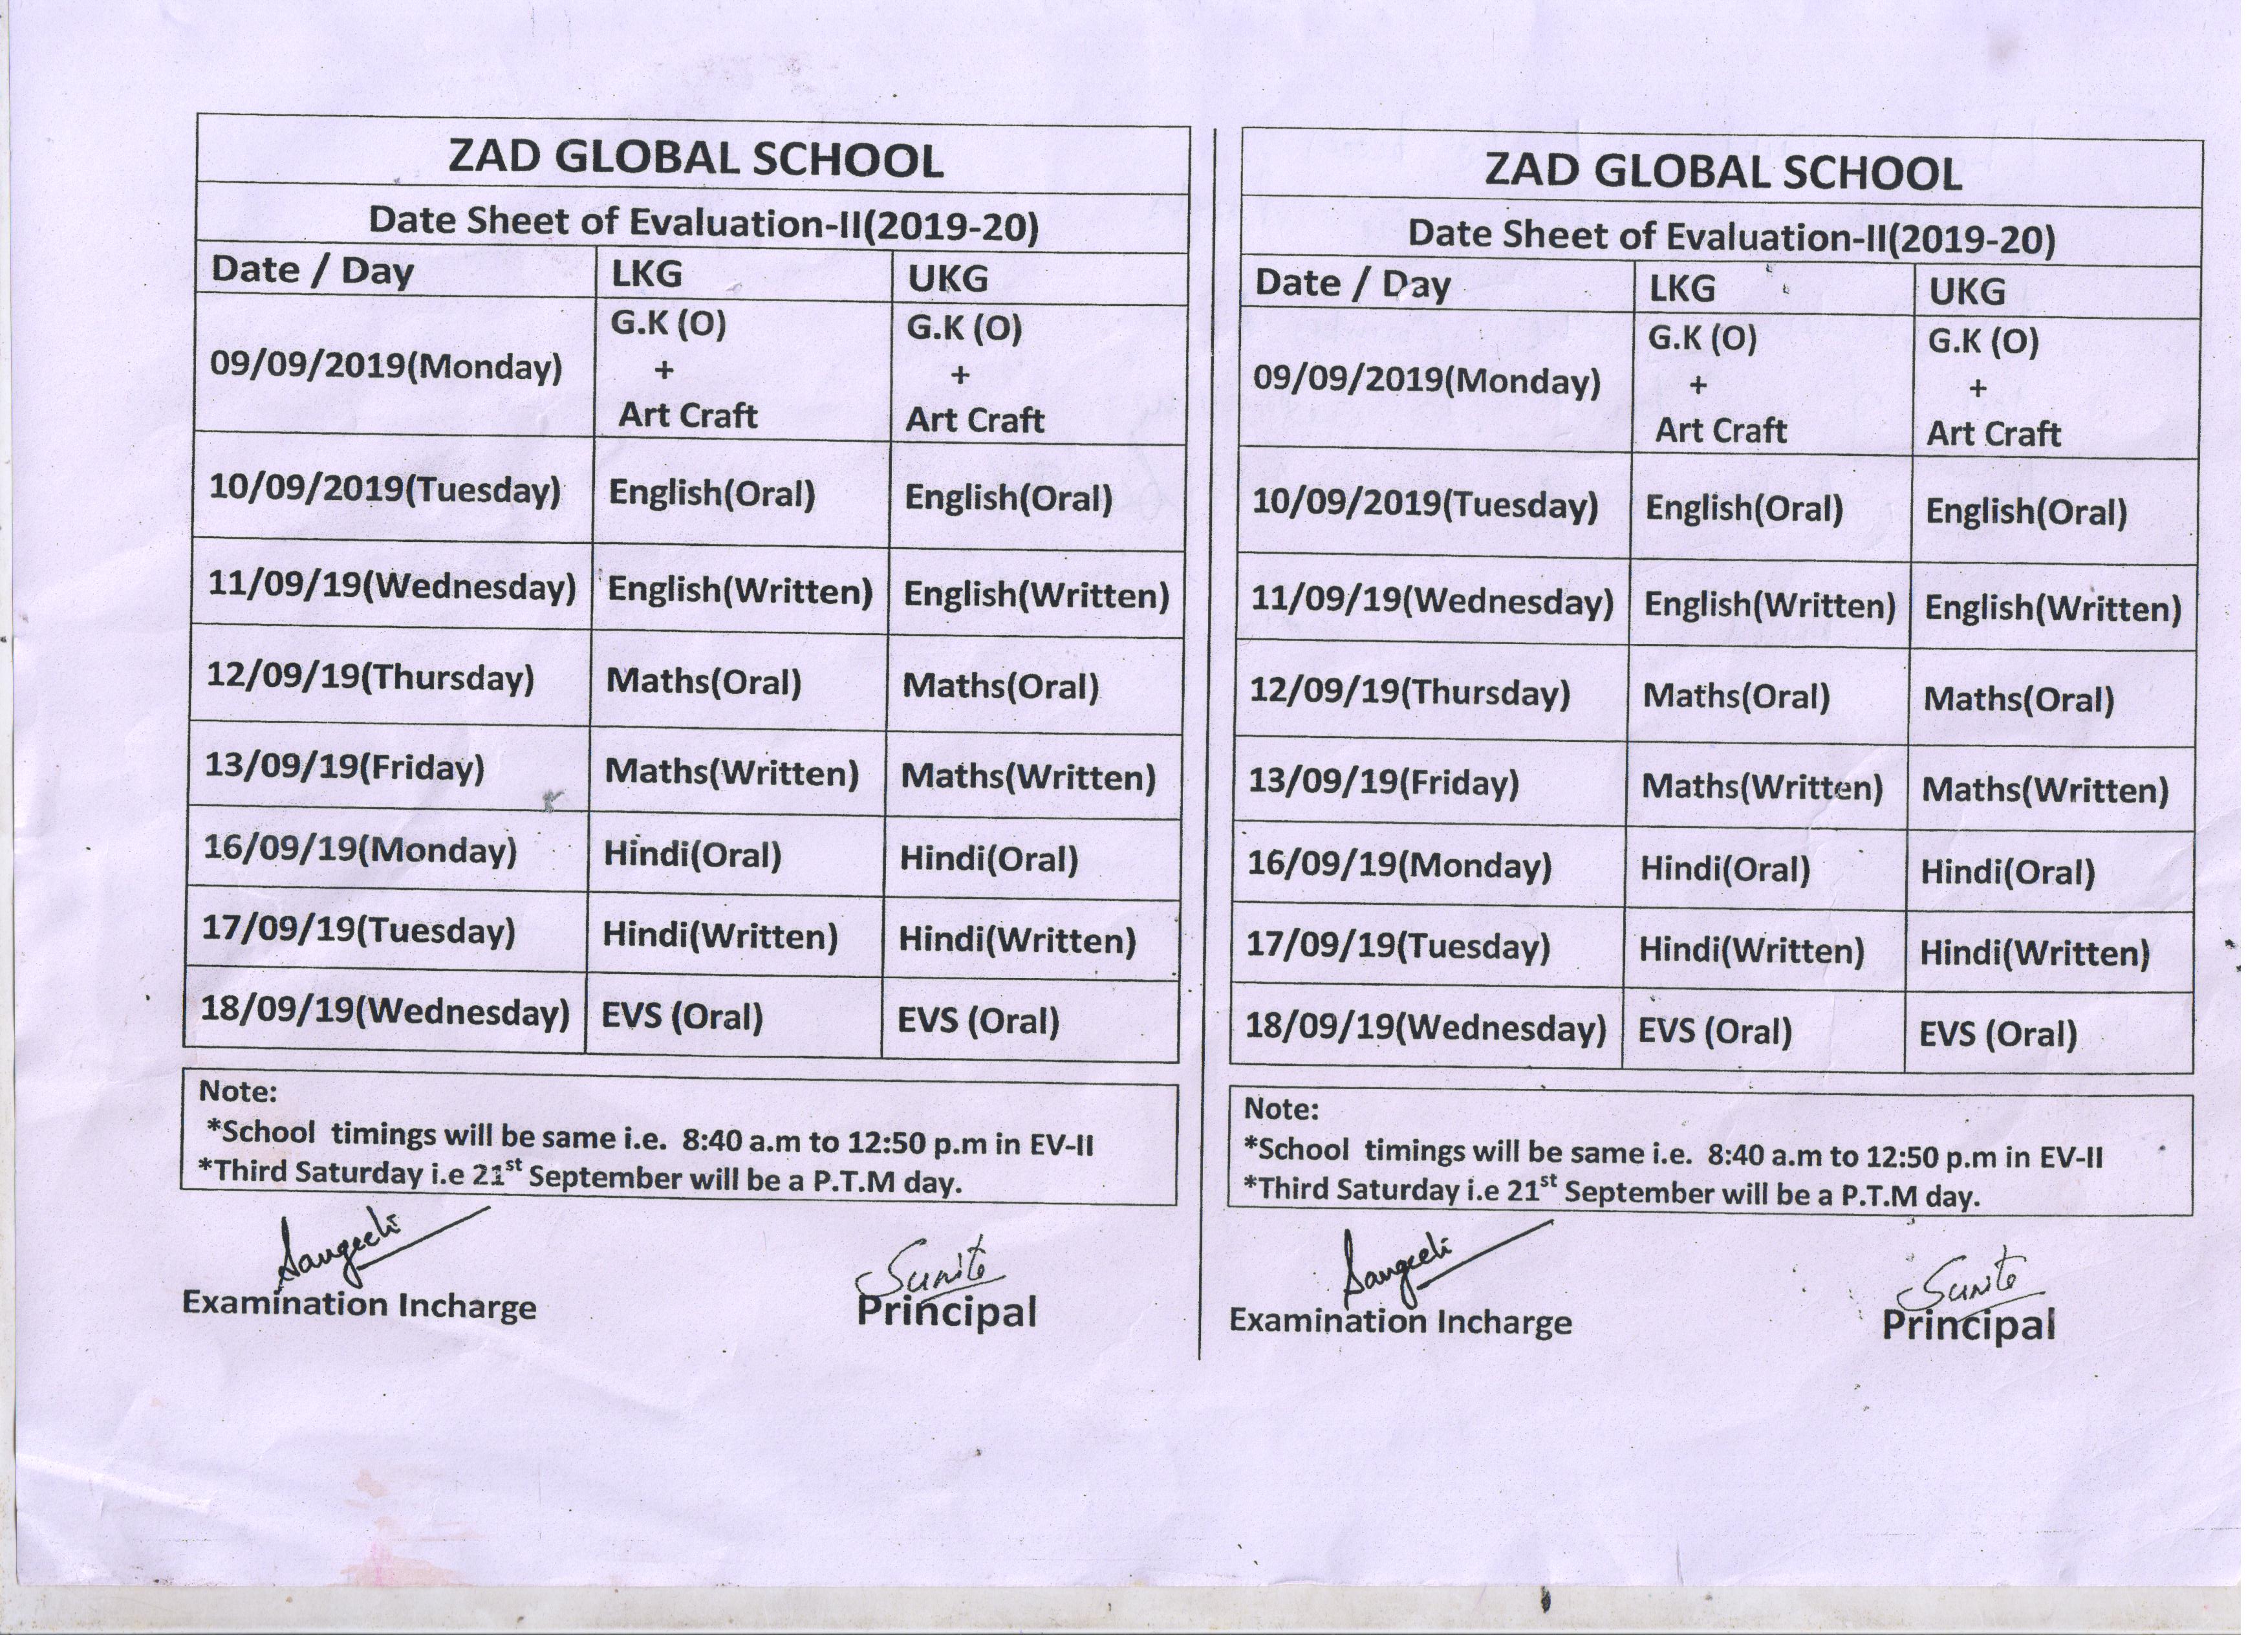 ZAD GLOBAL SCHOOL
Date Sheet of Evaluation-II(2019-20)
Date / Day LKG UKG
09/09/2019(Monday) G.K (O) + Art Craft G.K (O) + Art Craft
10/09/2019(Tuesday) English(Oral) English(Oral)
11/09/19(Wednesday) English(Written) English(Written)
12/09/19(Thursday) Maths(Oral) Maths(Oral)
13/09/19(Friday) Maths(Written) Maths(Written)
16/09/19(Monday) Hindi(Oral) Hindi(Oral)
17/09/19(Tuesday) Hindi(Written) Hindi(Written)
18/09/19(Wednesday) EVS (Oral) EVS (Oral)
Note:
*School timings will be same i.e. 8:40 a.m to 12:50 p.m in EV-II
*Third Saturday i.e 21st September will be a P.T.M day.
Examination Incharge Principal
ZAD GLOBAL SCHOOL
Date Sheet of Evaluation-II(2019-20)
Date / Day LKG UKG
09/09/2019(Monday) G.K (O) + Art Craft G.K (O) + Art Craft
10/09/2019(Tuesday) English(Oral) English(Oral)
11/09/19(Wednesday) English(Written) English(Written)
12/09/19(Thursday) Maths(Oral) Maths(Oral)
13/09/19(Friday) Maths(Written) Maths(Written)
16/09/19(Monday) Hindi(Oral) Hindi(Oral)
17/09/19(Tuesday) Hindi(Written) Hindi(Written)
18/09/19(Wednesday) EVS (Oral) EVS (Oral)
Note:
*School timings will be same i.e. 8:40 a.m to 12:50 p.m in EV-II
*Third Saturday i.e 21st September will be a P.T.M day.
Examination Incharge Principal